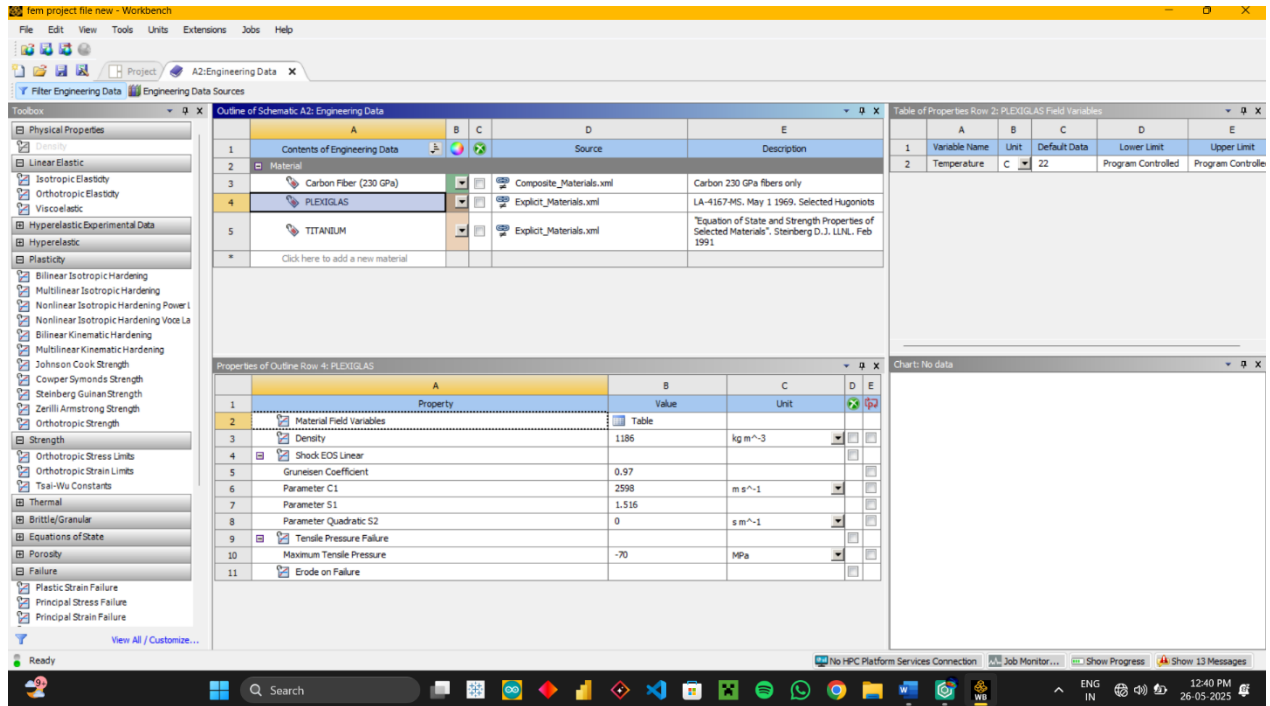 fem project file new - Workbench
File Edit View Tools Units Extensions Jobs Help
Project A2:Engineering Data
Filter Engineering Data Engineering Data Sources
Toolbox
Physical Properties
Density
Linear Elastic
Isotropic Elasticity
Orthotropic Elasticity
Viscoelastic
Hyperelastic Experimental Data
Hyperelastic
Plasticity
Bilinear Isotropic Hardening
Multilinear Isotropic Hardening
Nonlinear Isotropic Hardening Power L
Nonlinear Isotropic Hardening Voce La
Bilinear Kinematic Hardening
Multilinear Kinematic Hardening
Johnson Cook Strength
Cowper Symonds Strength
Steinberg Guinan Strength
Zerilli Armstrong Strength
Orthotropic Strength
Strength
Orthotropic Stress Limits
Orthotropic Strain Limits
Tsai-Wu Constants
Thermal
Brittle/Granular
Equations of State
Porosity
Failure
Plastic Strain Failure
Principal Stress Failure
Principal Strain Failure
View All / Customize...
Outline of Schematic A2: Engineering Data
A B C D E
1 Contents of Engineering Data Source Description
2 Material
3 Carbon Fiber (230 GPa) Composite_Materials.xml Carbon 230 GPa fibers only
4 PLEXIGLAS Explicit_Materials.xml LA-4167-MS. May 1 1969. Selected Hugoniots
5 TITANIUM Explicit_Materials.xml "Equation of State and Strength Properties of
Selected Materials". Steinberg D.J. LLNL. Feb
1991
* Click here to add a new material
Properties of Outline Row 4: PLEXIGLAS
A B C D E
1 Property Value Unit
2 Material Field Variables Table
3 Density 1186 kg m^-3
4 Shock EOS Linear
5 Gruneisen Coefficient 0.97
6 Parameter C1 2598 m s^-1
7 Parameter S1 1.516
8 Parameter Quadratic S2 0 s m^-1
9 Tensile Pressure Failure
10 Maximum Tensile Pressure -70 MPa
11 Erode on Failure
Table of Properties Row 2: PLEXIGLAS Field Variables
A B C D E
1 Variable Name Unit Default Data Lower Limit Upper Limit
2 Temperature C 22 Program Controlled Program Controlle
Chart: No data
Ready No HPC Platform Services Connection Job Monitor... Show Progress Show 13 Messages
9+ Search WB ENG
IN
12:40 PM
26-05-2025